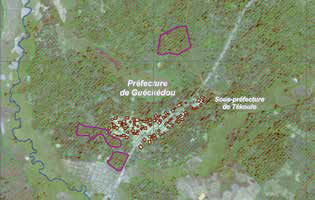 Préfecture
de Guéckédou
Sous-préfecture
de Tékoulo